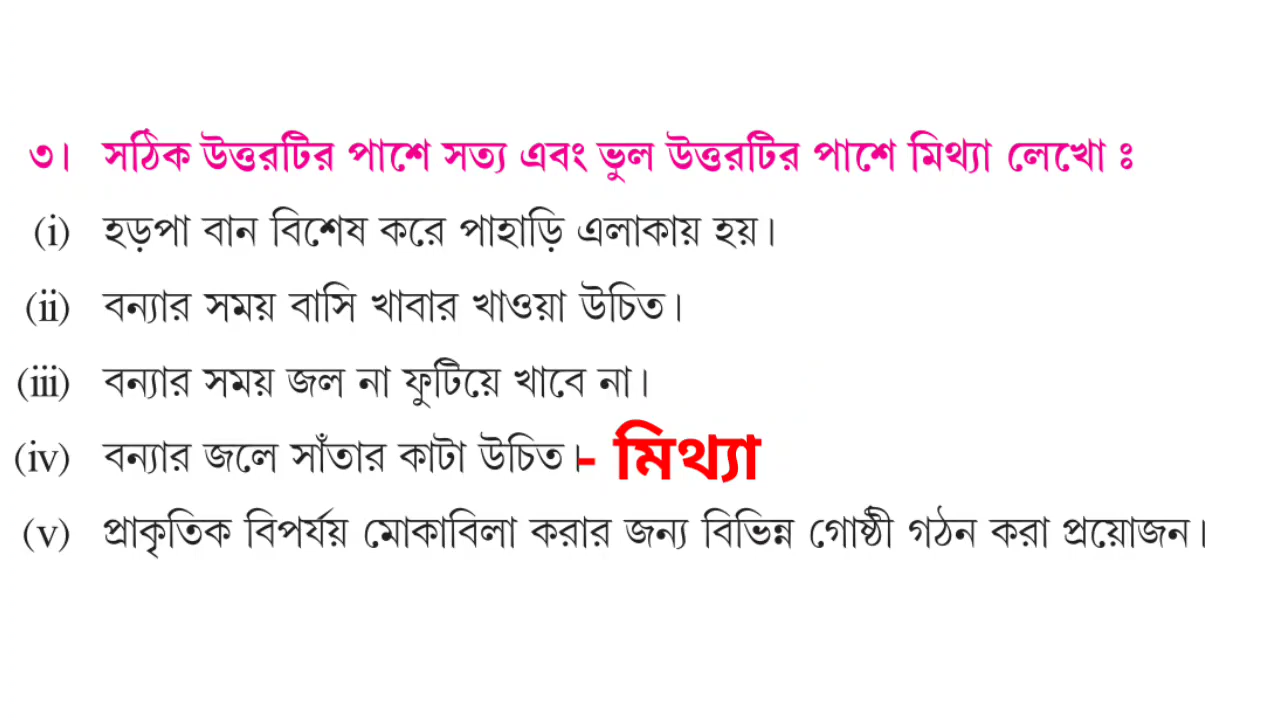 ৩। সঠিক উত্তরটির পাশে সত্য এবং ভুল উত্তরটির পাশে মিথ্যা লেখো ঃ
(i) হড়পা বান বিশেষ করে পাহাড়ি এলাকায় হয়।
(ii) বন্যার সময় বাসি খাবার খাওয়া উচিত।
(iii) বন্যার সময় জল না ফুটিয়ে খাবে না।
(iv) বন্যার জলে সাঁতার কাটা উচিত। - মিথ্যা
(v) প্রাকৃতিক বিপর্যয় মোকাবিলা করার জন্য বিভিন্ন গোষ্ঠী গঠন করা প্রয়োজন।